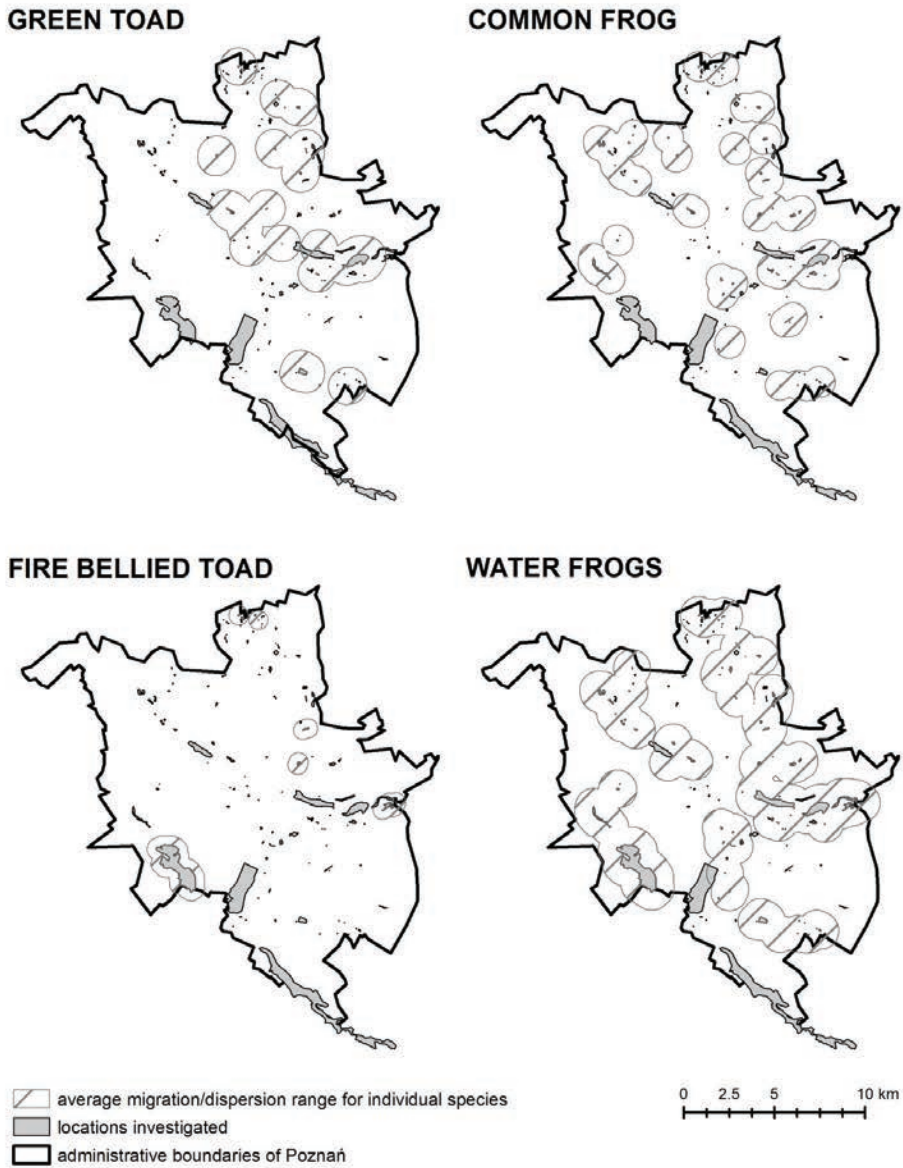 GREEN TOAD
COMMON FROG
FIRE BELLIED TOAD
WATER FROGS
average migration/dispersion range for individual species
locations investigated
administrative boundaries of Poznań
0 2.5 5 10 km